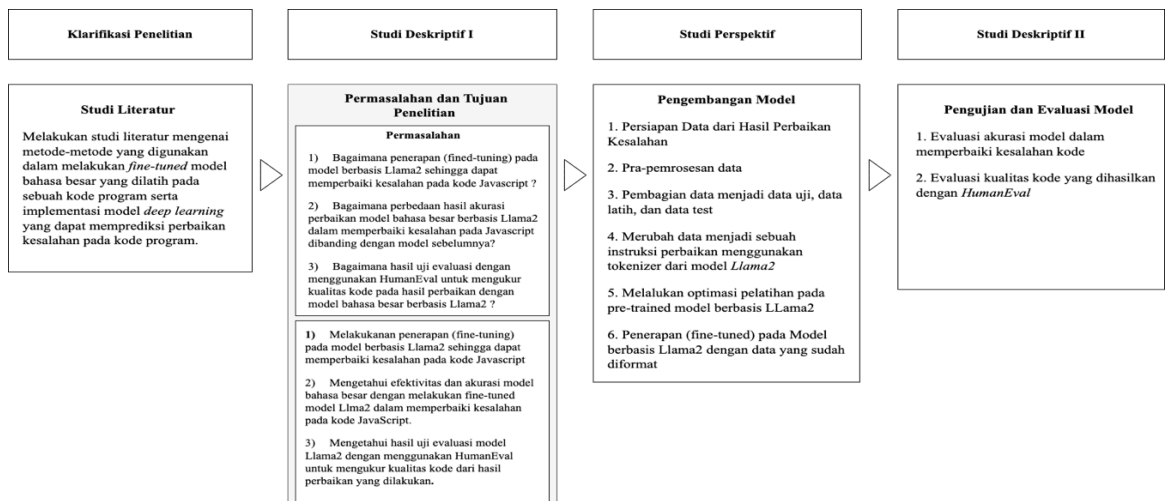 Klarifikasi Penelitian
Studi Deskriptif I
Studi Perspektif
Studi Deskriptif II
Studi Literatur
Melakukan studi literatur mengenai
metode-metode yang digunakan
dalam melakukan fine-tuned model
bahasa besar yang dilatih pada
sebuah kode program serta
implementasi model deep learning
yang dapat memprediksi perbaikan
kesalahan pada kode program.
Permasalahan dan Tujuan
Penelitian
Permasalahan
1) Bagaimana penerapan (fined-tuning) pada
model berbasis Llama2 sehingga dapat
memperbaiki kesalahan pada kode Javascript ?
2) Bagaimana perbedaan hasil akurasi
perbaikan model bahasa besar berbasis Llama2
dalam memperbaiki kesalahan pada Javascript
dibanding dengan model sebelumnya?
3) Bagaimana hasil uji evaluasi dengan
menggunakan HumanEval untuk mengukur
kualitas kode pada hasil perbaikan dengan
model bahasa besar berbasis Llama2 ?
1) Melakukanan penerapan (fine-tuning)
pada model berbasis Llama2 sehingga dapat
memperbaiki kesalahan pada kode Javascript
2) Mengetahui efektivitas dan akurasi model
bahasa besar dengan melakukan fine-tuned
model Llma2 dalam memperbaiki kesalahan
pada kode JavaScript.
3) Mengetahui hasil uji evaluasi model
Llama2 dengan menggunakan HumanEval
untuk mengukur kualitas kode dari hasil
perbaikan yang dilakukan.
Pengembangan Model
1. Persiapan Data dari Hasil Perbaikan
Kesalahan
2. Pra-pemrosesan data
3. Pembagian data menjadi data uji, data
latih, dan data test
4. Merubah data menjadi sebuah
instruksi perbaikan menggunakan
tokenizer dari model Llama2
5. Melalukan optimasi pelatihan pada
pre-trained model berbasis LLama2
6. Penerapan (fine-tuned) pada Model
berbasis Llama2 dengan data yang sudah
diformat
Pengujian dan Evaluasi Model
1. Evaluasi akurasi model dalam
memperbaiki kesalahan kode
2. Evaluasi kualitas kode yang dihasilkan
dengan HumanEval